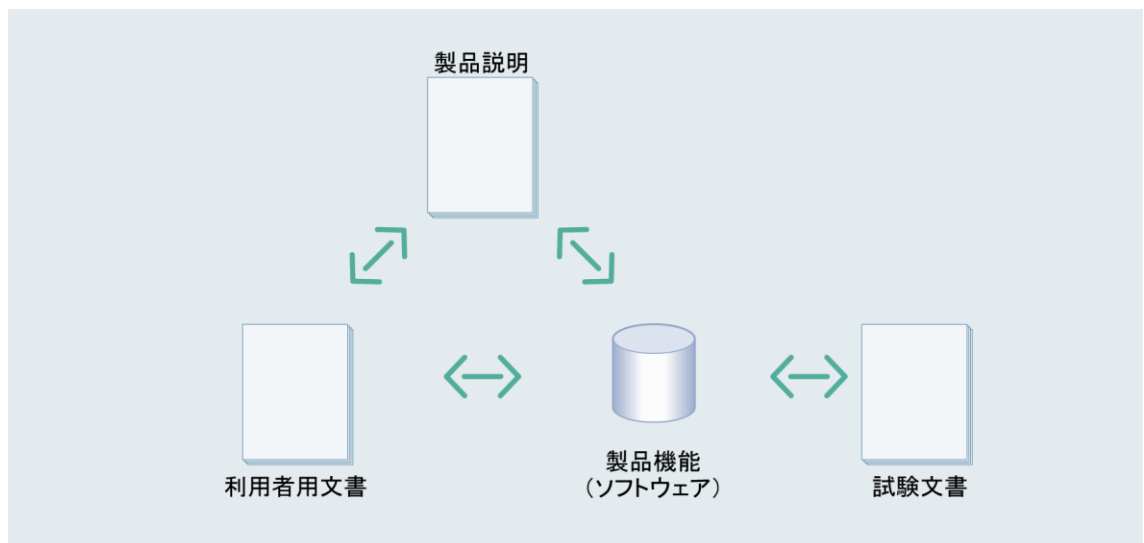 製品説明
利用者用文書
製品機能
（ソフトウェア）
試験文書